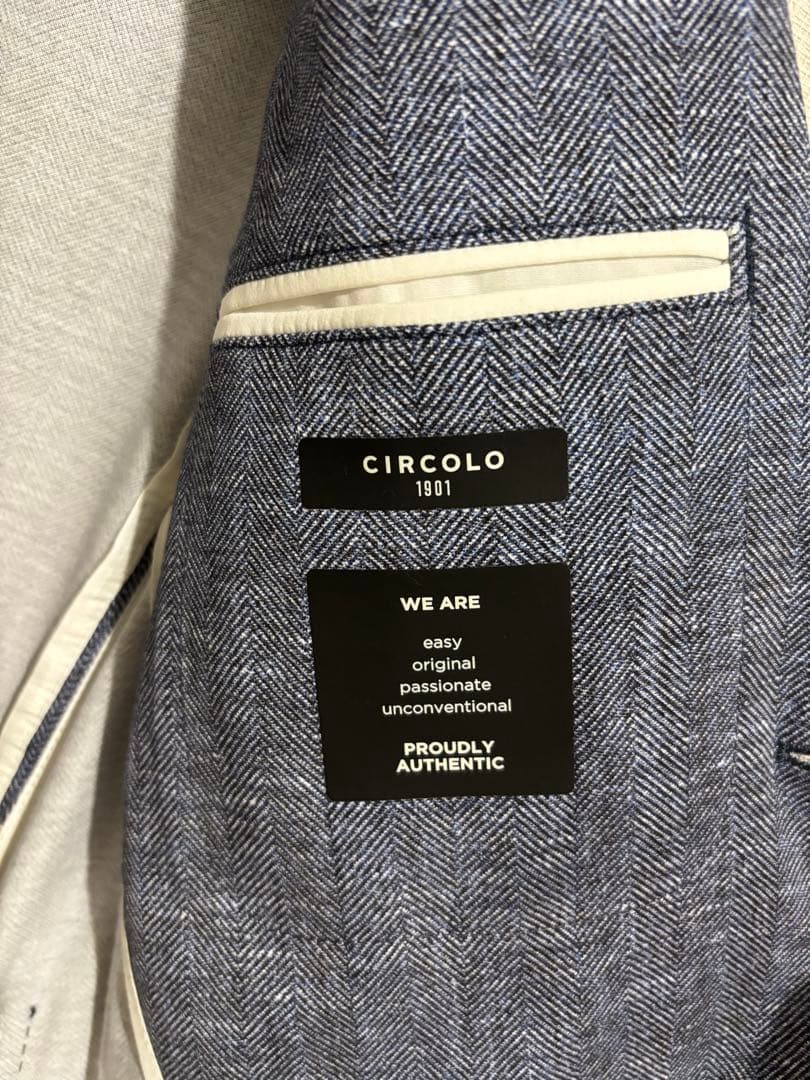 CIRCOLO
1901
WE ARE
easy
original
passionate
unconventional
PROUDLY
AUTHENTIC